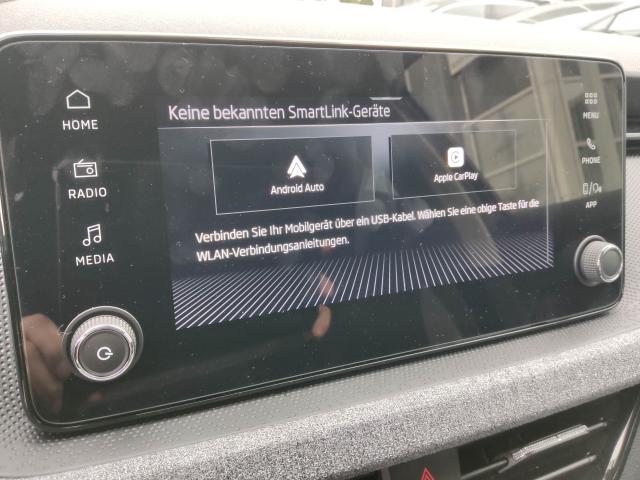 HOME
RADIO
MEDIA
Keine bekannten SmartLink-Geräte
Android Auto
Apple CarPlay
Verbinden Sie Ihr Mobilgerät über ein USB-Kabel. Wählen Sie eine obige Taste für die
WLAN-Verbindungsanleitungen.
MENU
PHONE
APP